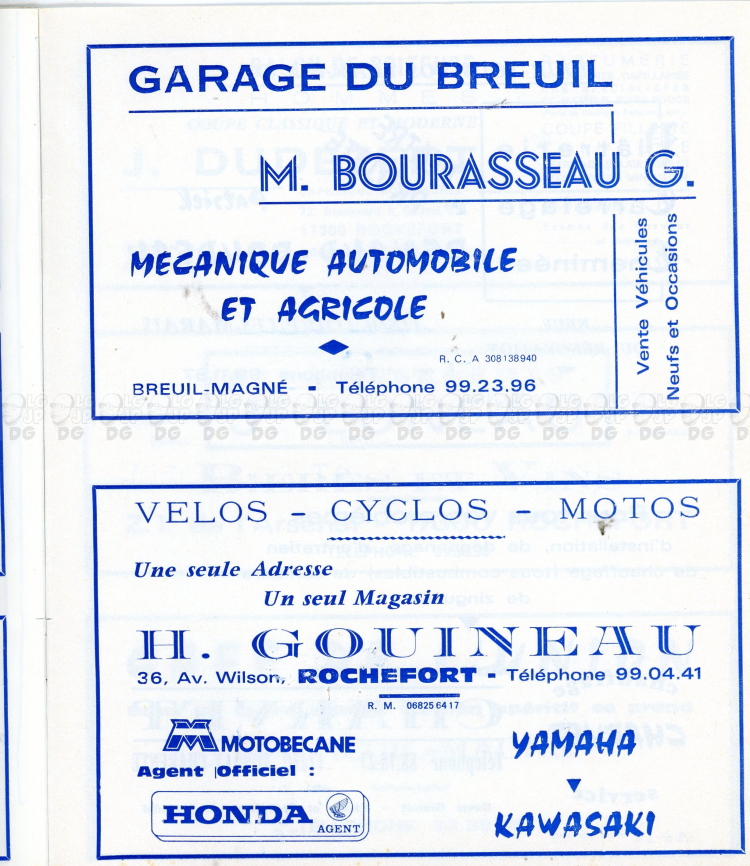 GARAGE DU BREUIL
M. BOURASSEAU G.
MECANIQUE AUTOMOBILE
ET AGRICOLE
R. C. A 308138940
BREUIL-MAGNÉ - Téléphone 99.23.96
Vente Véhicules
Neufs et Occasions
VELOS - CYCLOS - MOTOS
Une seule Adresse
Un seul Magasin
H. GOUINEAU
36, Av. Wilson, ROCHEFORT - Téléphone 99.04.41
R. M. 068256417
MOTOBECANE
Agent Officiel :
HONDA
AGENT
YAMAHA
KAWASAKI